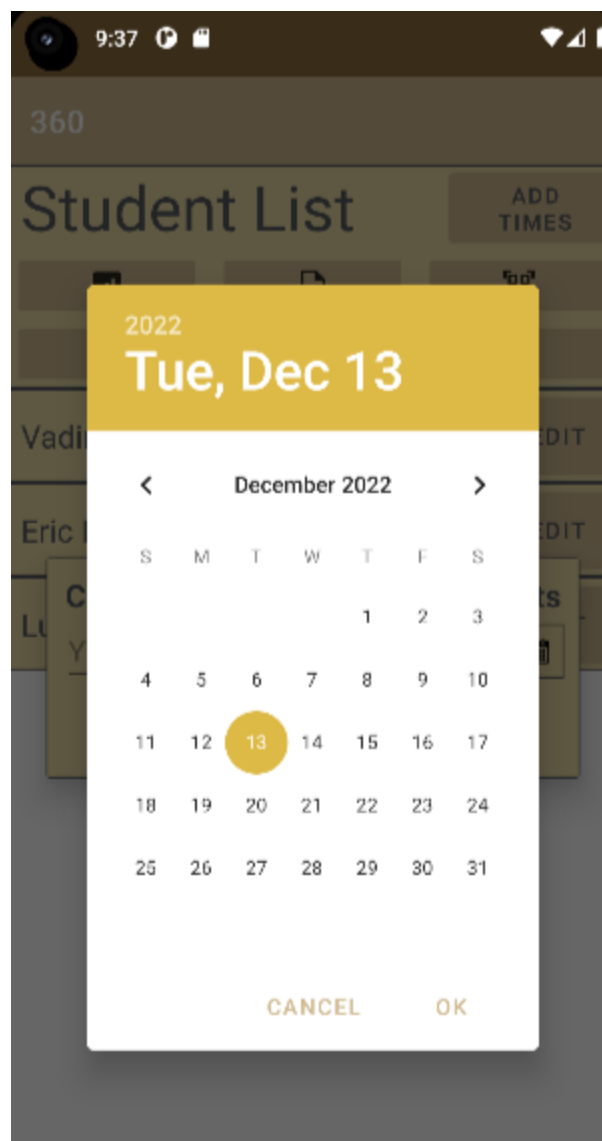 9:37
360
Student List
ADD
TIMES
2022
Tue, Dec 13
December 2022
S M T W T F S
1 2 3
4 5 6 7 8 9 10
11 12 13 14 15 16 17
18 19 20 21 22 23 24
25 26 27 28 29 30 31
CANCEL OK
Eric